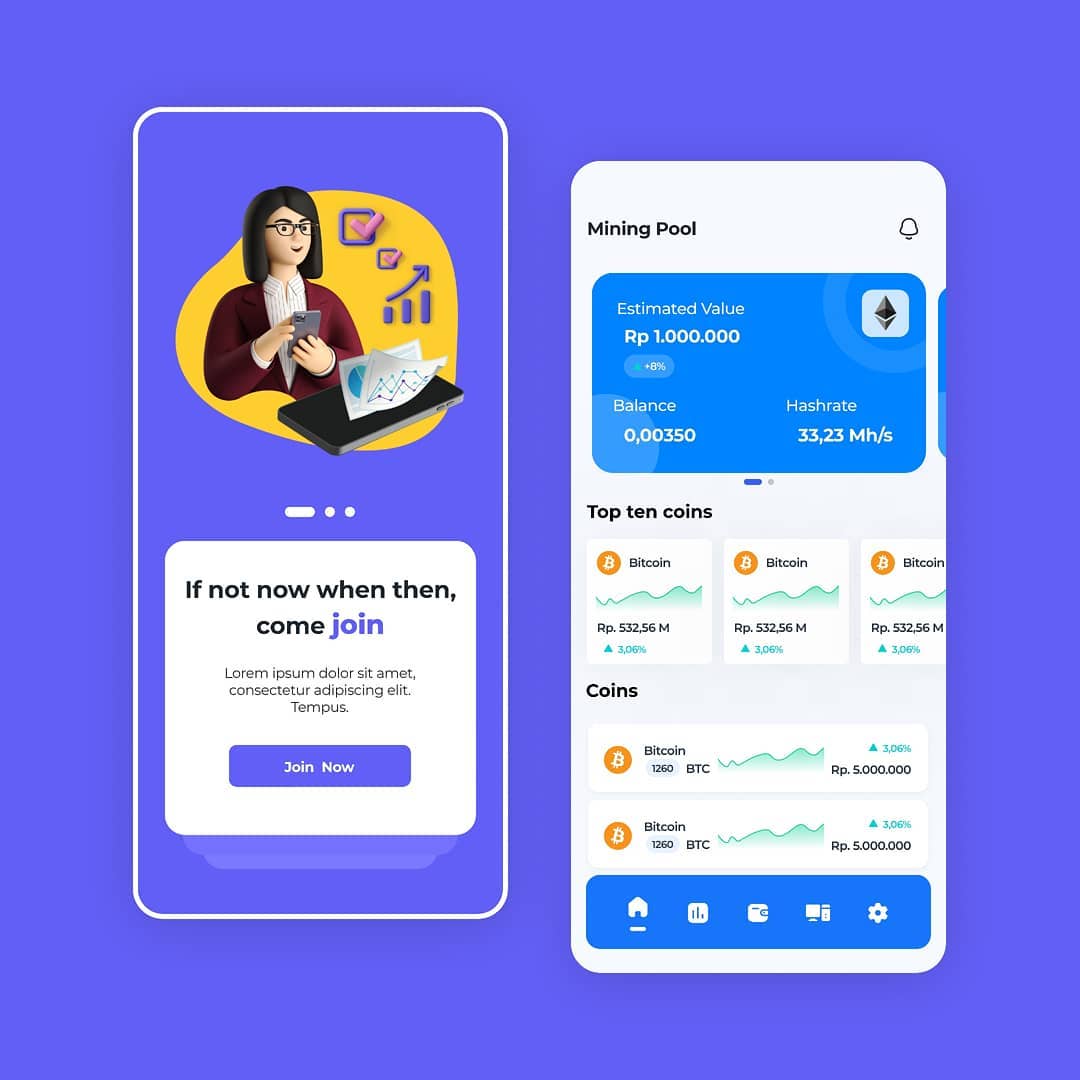 If not now when then,
come join
Lorem ipsum dolor sit amet,
consectetur adipiscing elit.
Tempus.
Join Now
Mining Pool
Estimated Value
Rp 1.000.000
+8%
Balance Hashrate
0,00350 33,23 Mh/s
Top ten coins
Bitcoin Bitcoin Bitcoin
Rp. 532,56 M Rp. 532,56 M Rp. 532,56 M
3,06% 3,06% 3,06%
Coins
Bitcoin 3,06%
1260 BTC Rp. 5.000.000
Bitcoin 3,06%
1260 BTC Rp. 5.000.000